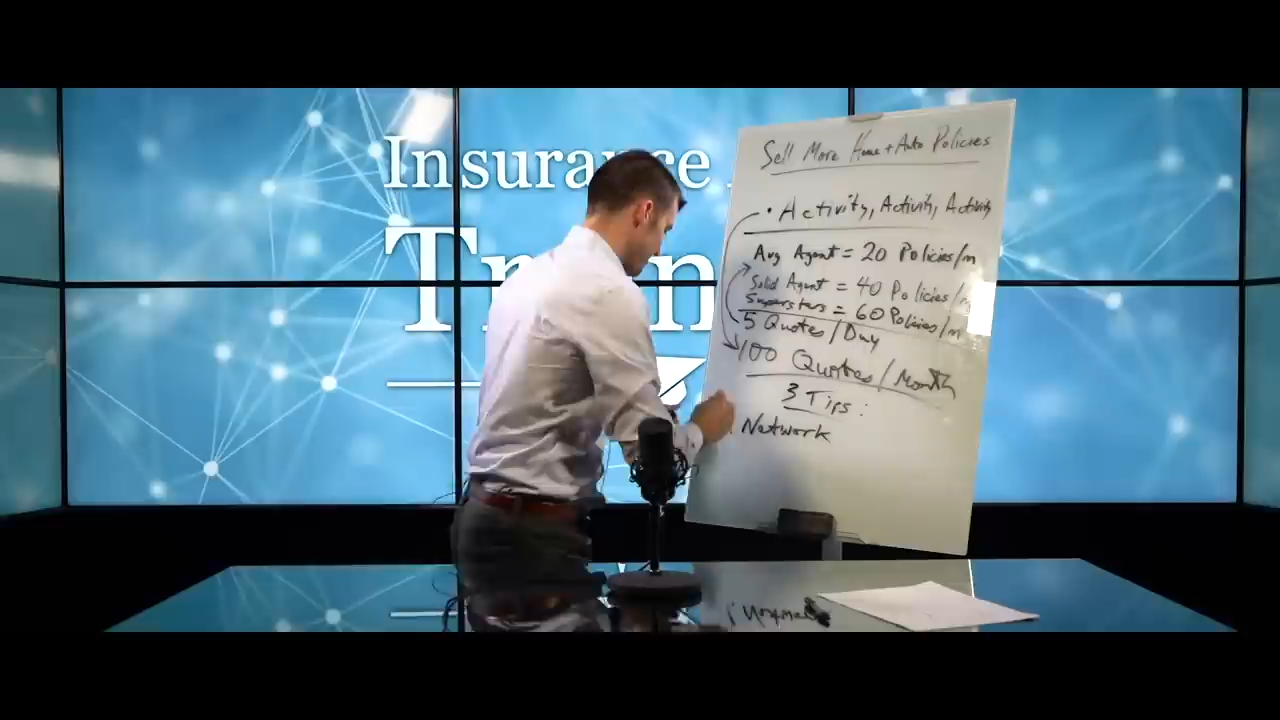 Insurance
Sell More Home + Auto Policies
• Activity, Activity, Activity
Avg Agent = 20 Policies/m
Solid Agent = 40 Policies/m
Superstars = 60 Policies/m
5 Quotes/Day
100 Quotes/Month
3 Tips:
Network